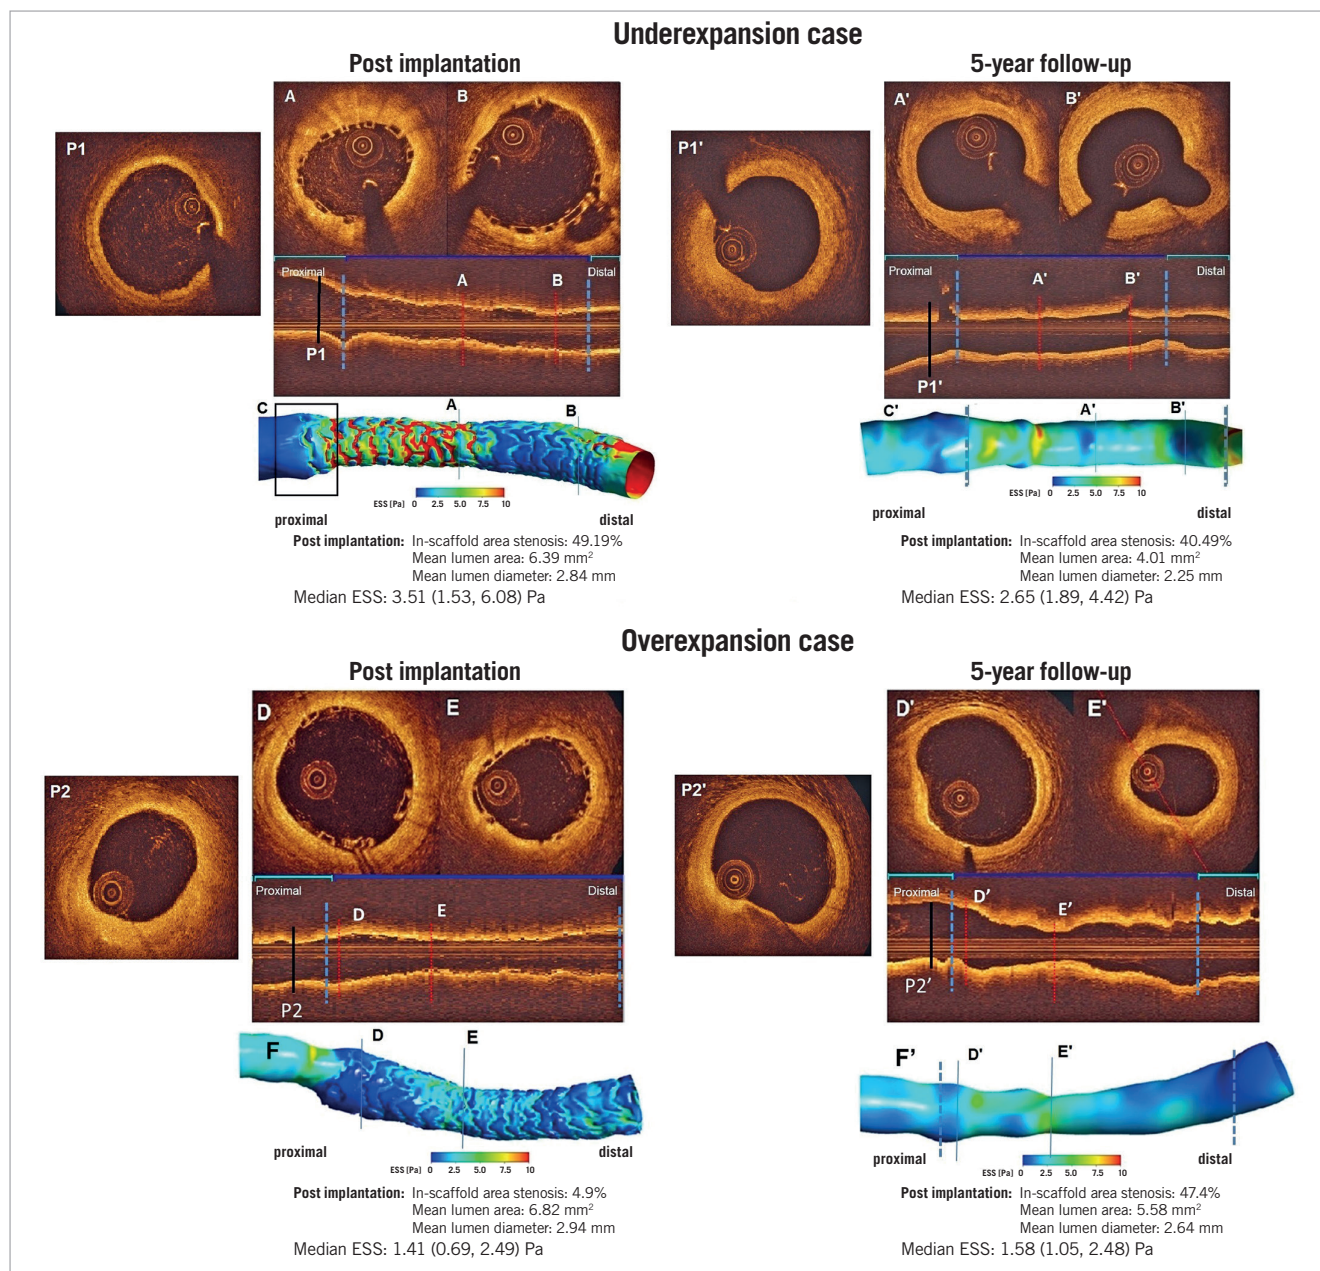 Underexpansion case
Post implantation
5-year follow-up
P1
A
B
Proximal
Distal
A
B
P1
C
A
B
ESS [Pa] 0 2.5 5.0 7.5 10
proximal
distal
Post implantation: In-scaffold area stenosis: 49.19%
Mean lumen area: 6.39 mm²
Mean lumen diameter: 2.84 mm
Median ESS: 3.51 (1.53, 6.08) Pa
P1'
A'
B'
Proximal
Distal
A'
B'
P1'
C'
A'
B'
ESS [Pa] 0 2.5 5.0 7.5 10
proximal
distal
Post implantation: In-scaffold area stenosis: 40.49%
Mean lumen area: 4.01 mm²
Mean lumen diameter: 2.25 mm
Median ESS: 2.65 (1.89, 4.42) Pa
Overexpansion case
Post implantation
5-year follow-up
P2
D
E
Proximal
Distal
D
E
P2
F
D
E
proximal
distal
ESS [Pa] 0 2.5 5.0 7.5 10
Post implantation: In-scaffold area stenosis: 4.9%
Mean lumen area: 6.82 mm²
Mean lumen diameter: 2.94 mm
Median ESS: 1.41 (0.69, 2.49) Pa
P2'
D'
E'
Proximal
Distal
D’
E’
P2’
F’
D'
E'
proximal
distal
ESS [Pa] 0 2.5 5.0 7.5 10
Post implantation: In-scaffold area stenosis: 47.4%
Mean lumen area: 5.58 mm²
Mean lumen diameter: 2.64 mm
Median ESS: 1.58 (1.05, 2.48) Pa